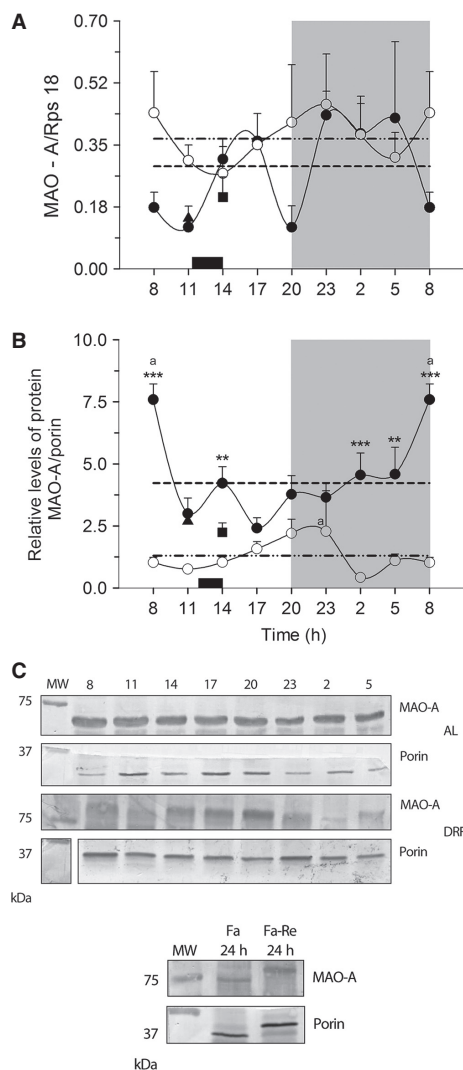 A
0.70
0.52
0.35
0.18
0.00
MAO - A/Rps 18
8 11 14 17 20 23 2 5 8
B
10.0
7.5
5.0
2.5
0.0
Relative levels of protein
MAO-A/porin
a
***
**
a
***
**
a
***
8 11 14 17 20 23 2 5 8
Time (h)
C
MW 8 11 14 17 20 23 2 5
75
MAO-A
AL
37
Porin
75
MAO-A
DRF
37
Porin
kDa
Fa Fa-Re
MW 24 h 24 h
75
MAO-A
37
Porin
kDa